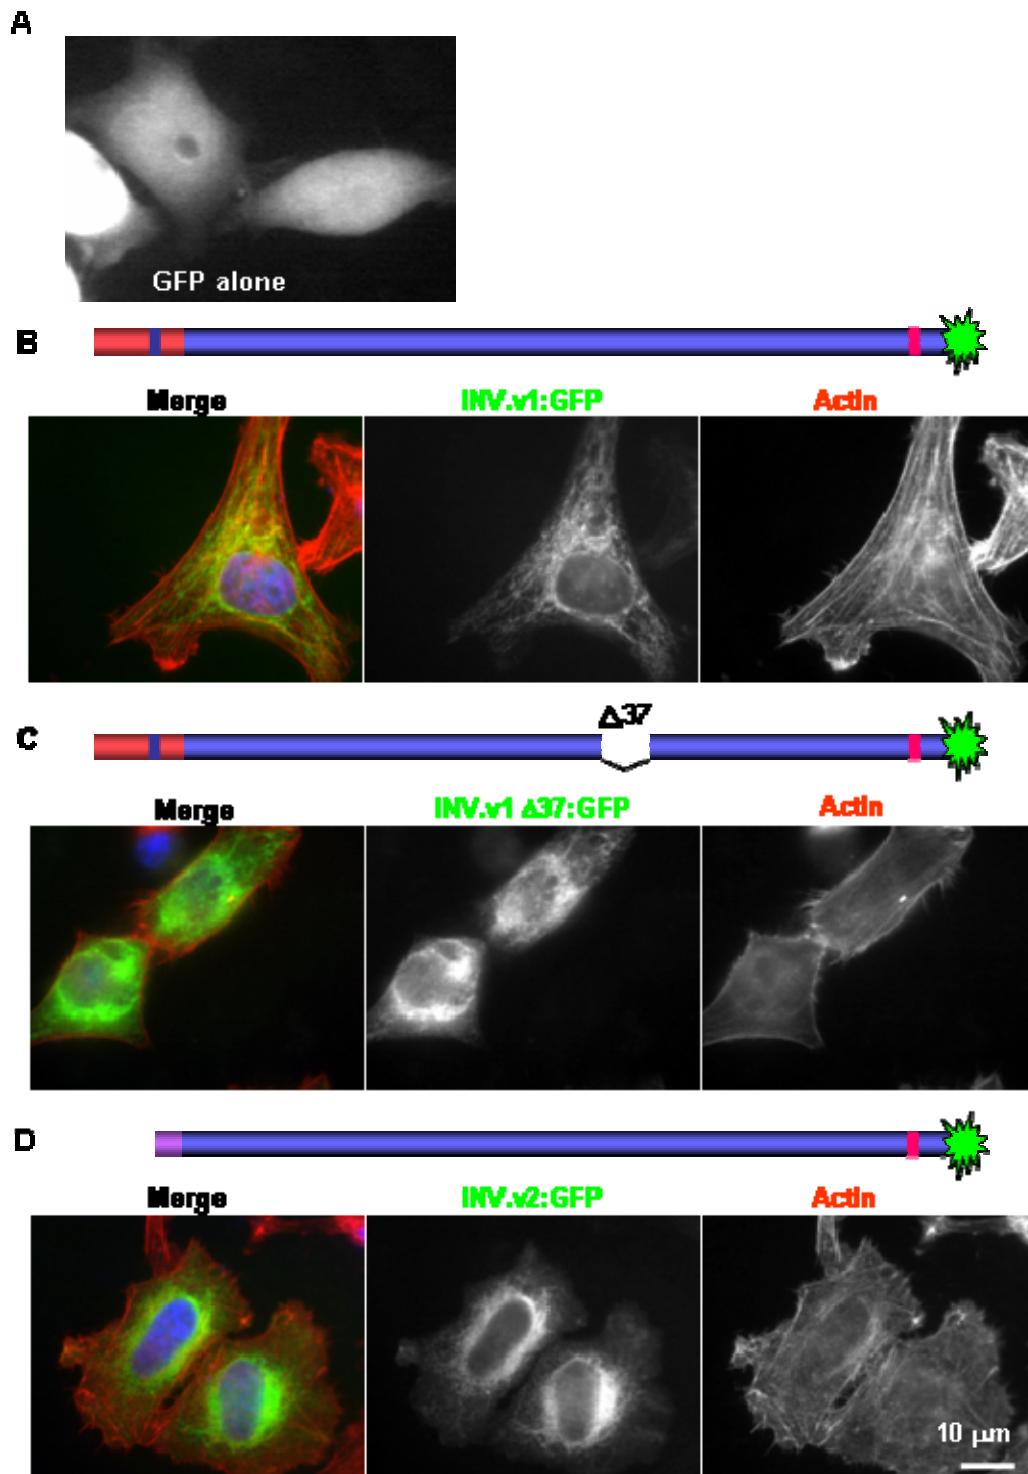 A
GFP alone
B
Merge INV.v1:GFP Actin
Δ37
C
Merge INV.v1 Δ37:GFP Actin
D
Merge INV.v2:GFP Actin
10 µm